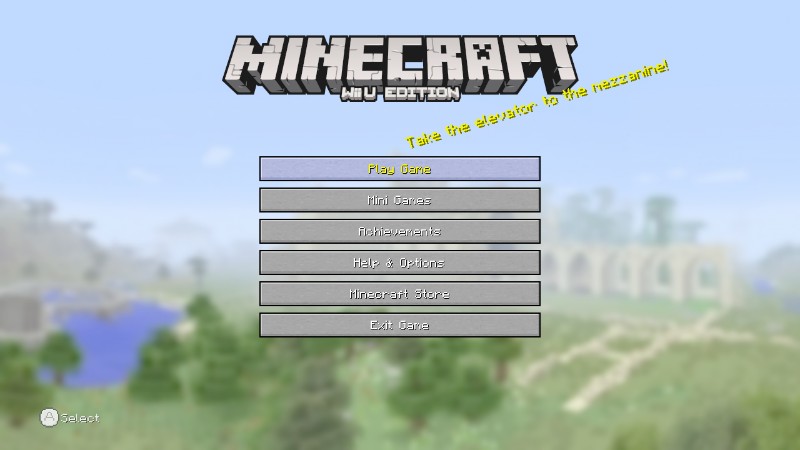 MINECRAFT
Wii U EDITION
Take the elevator to the mezzanine!
Play Game
Mini Games
Achievements
Help & Options
Minecraft Store
Exit Game
A Select